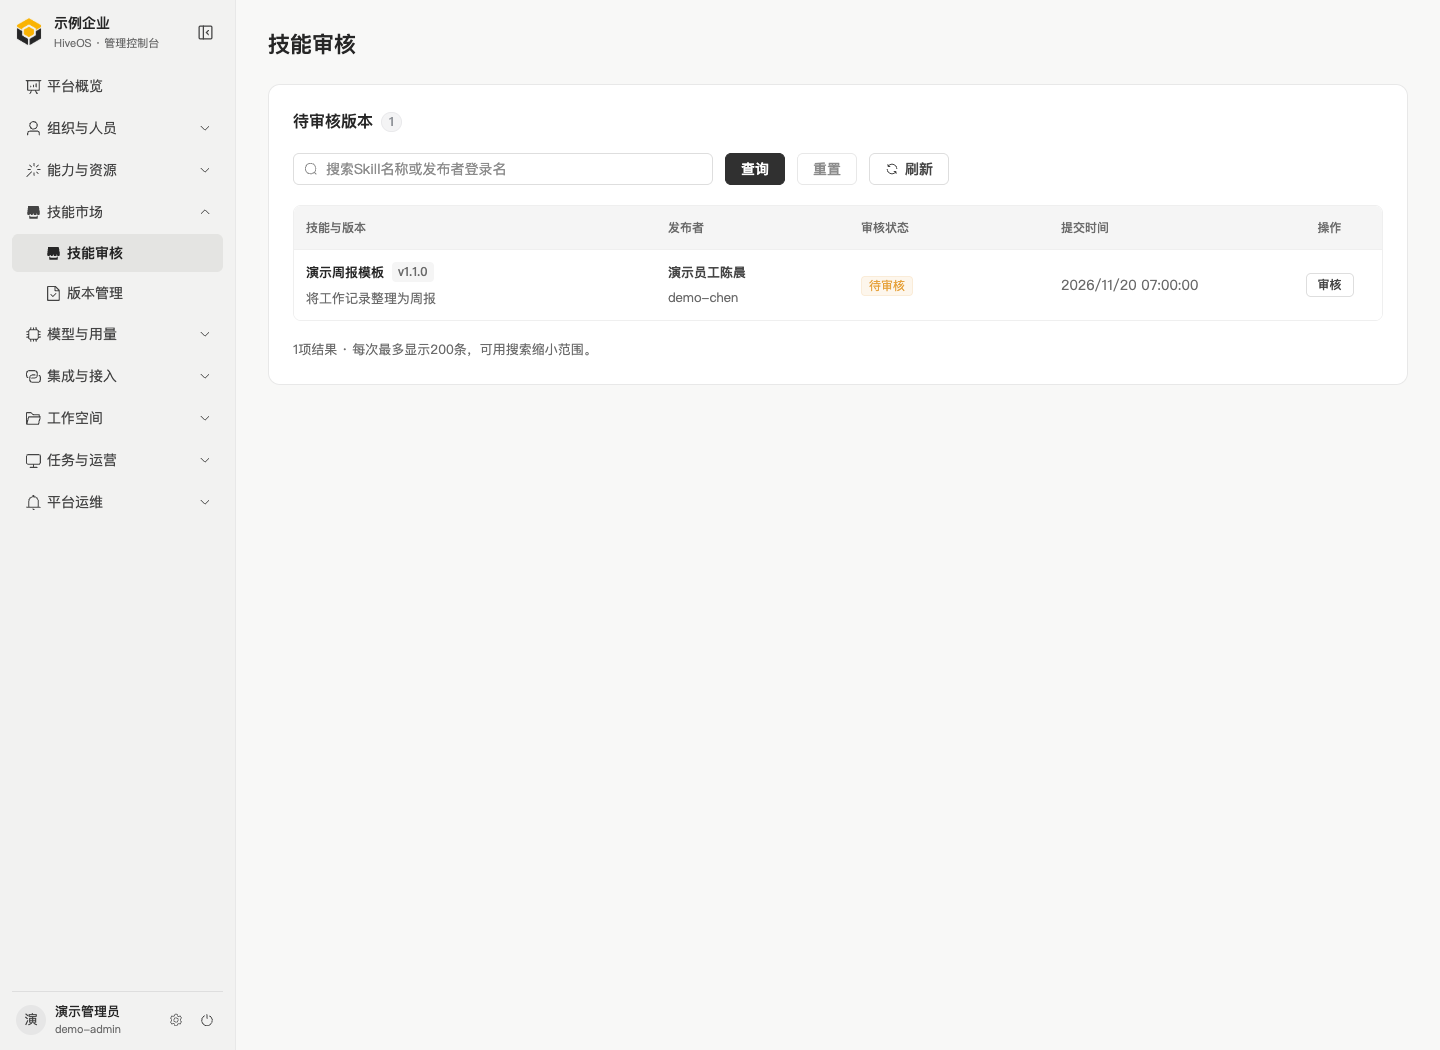 示例企业
HiveOS · 管理控制台
平台概览
组织与人员
能力与资源
技能市场
技能审核
版本管理
模型与用量
集成与接入
工作空间
任务与运营
平台运维
演
演示管理员
demo-admin
技能审核
待审核版本 1
搜索Skill名称或发布者登录名 查询 重置 刷新
技能与版本 发布者 审核状态 提交时间 操作
演示周报模板 v1.1.0
将工作记录整理为周报
演示员工陈晨
demo-chen
待审核
2026/11/20 07:00:00
审核
1项结果 · 每次最多显示200条，可用搜索缩小范围。